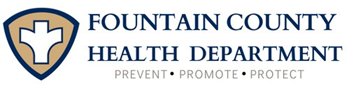 FOUNTAIN COUNTY
HEALTH DEPARTMENT
PREVENT • PROMOTE • PROTECT